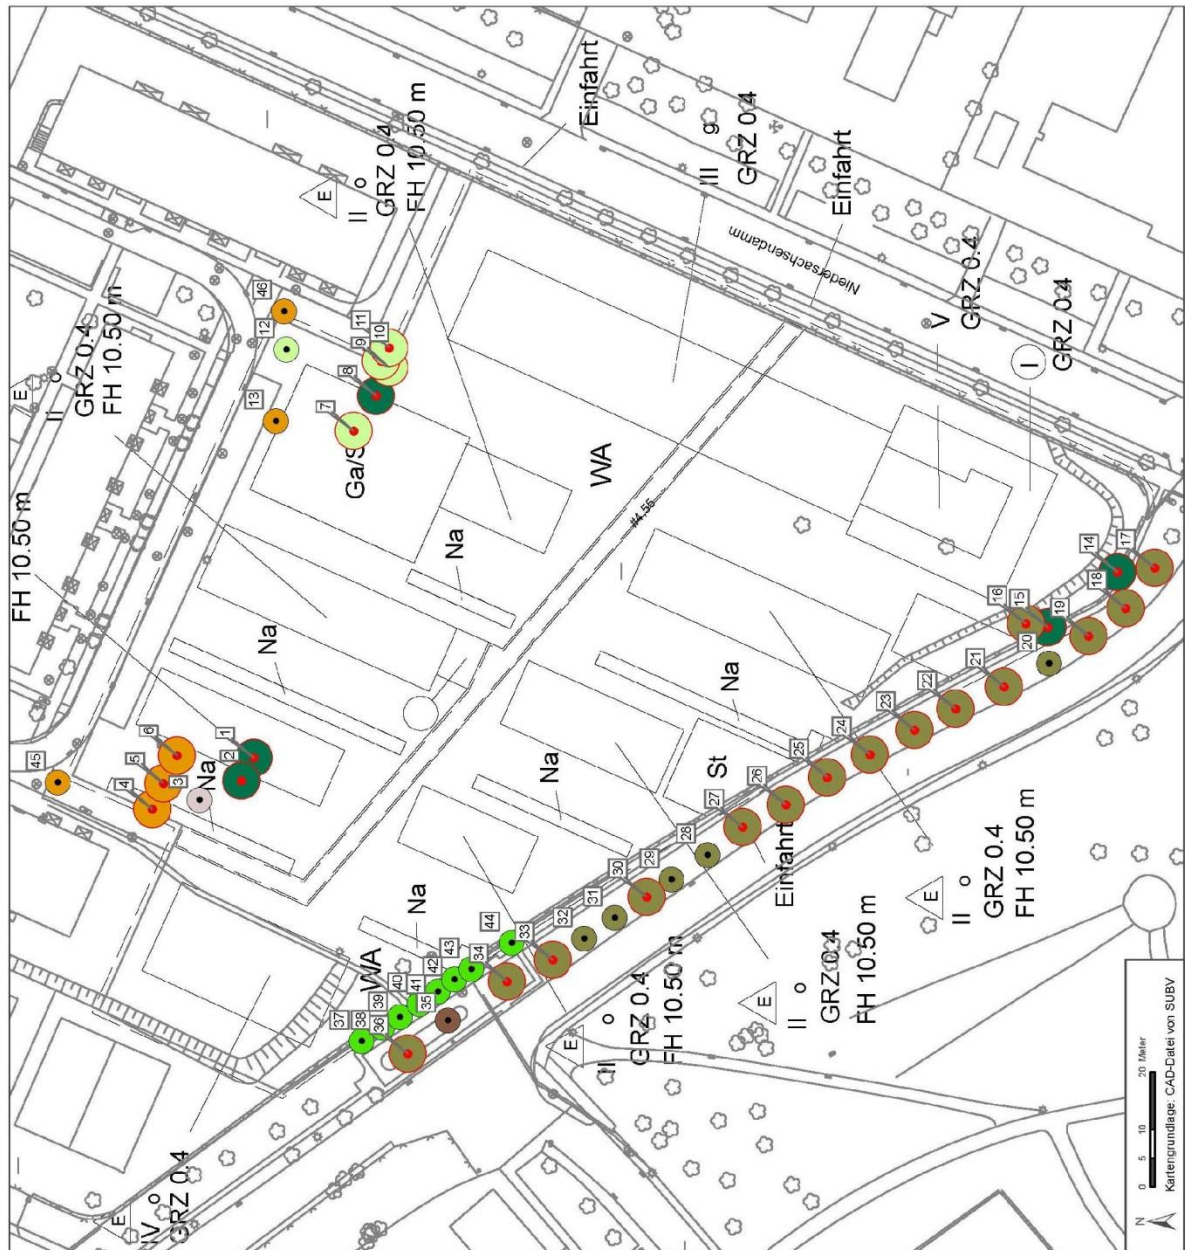 FH 10.50 m
E
II o
GRZ 0.4
FH 10.50 m
E
II o
GRZ 0.4
FH 10.50 m
Einfahrt
III g
GRZ 0.4
Einfahrt
Niedersachsendamm
V
GRZ 0.4
I
GRZ 0.4
46
12
11
10
9
8
7
13
Ga/S
WA
#4,55
Na
Na
Na
45
6
5
4
3
1
2
Na
Na
Na
St
WA
14
17
16
15
18
19
20
21
22
23
24
25
26
27
28
29
30
31
32
33
44
43
34
42
41
35
40
39
36
38
37
Einfahrt
E
II o
GRZ 0.4
FH 10.50 m
E
II o
GRZ 0.4
FH 10.50 m
E
II o
GRZ 0.4
FH 10.50 m
E
IV o
GRZ 0.4
N
0 5 10 20 Meter
Kartengrundlage: CAD-Datei von SUBV